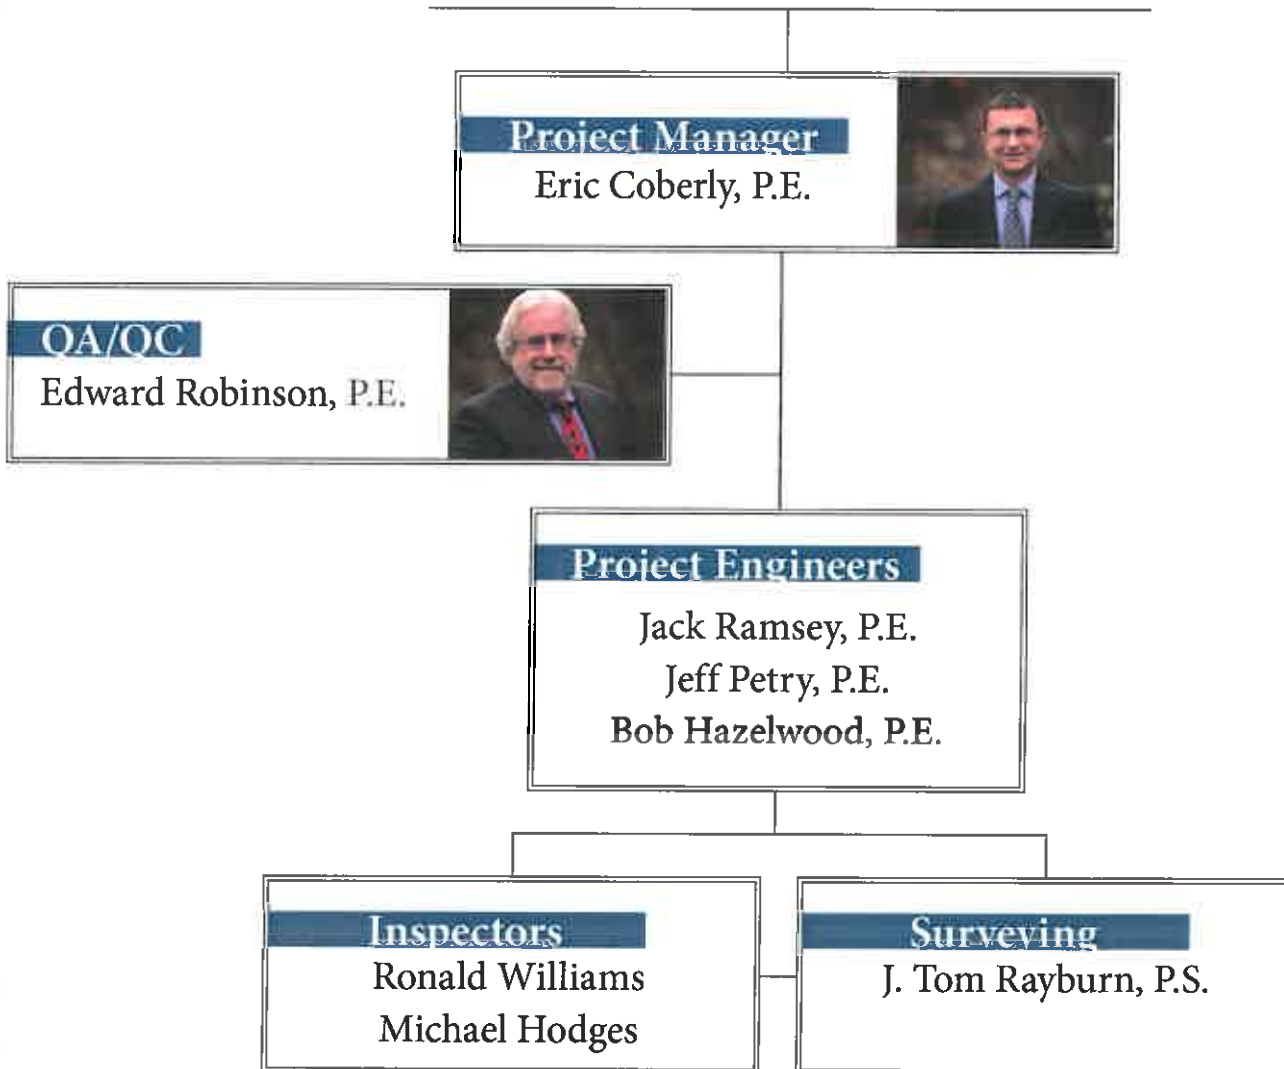 Project Manager
Eric Coberly, P.E.
QA/QC
Edward Robinson, P.E.
Project Engineers
Jack Ramsey, P.E.
Jeff Petry, P.E.
Bob Hazelwood, P.E.
Inspectors
Ronald Williams
Michael Hodges
Surveying
J. Tom Rayburn, P.S.